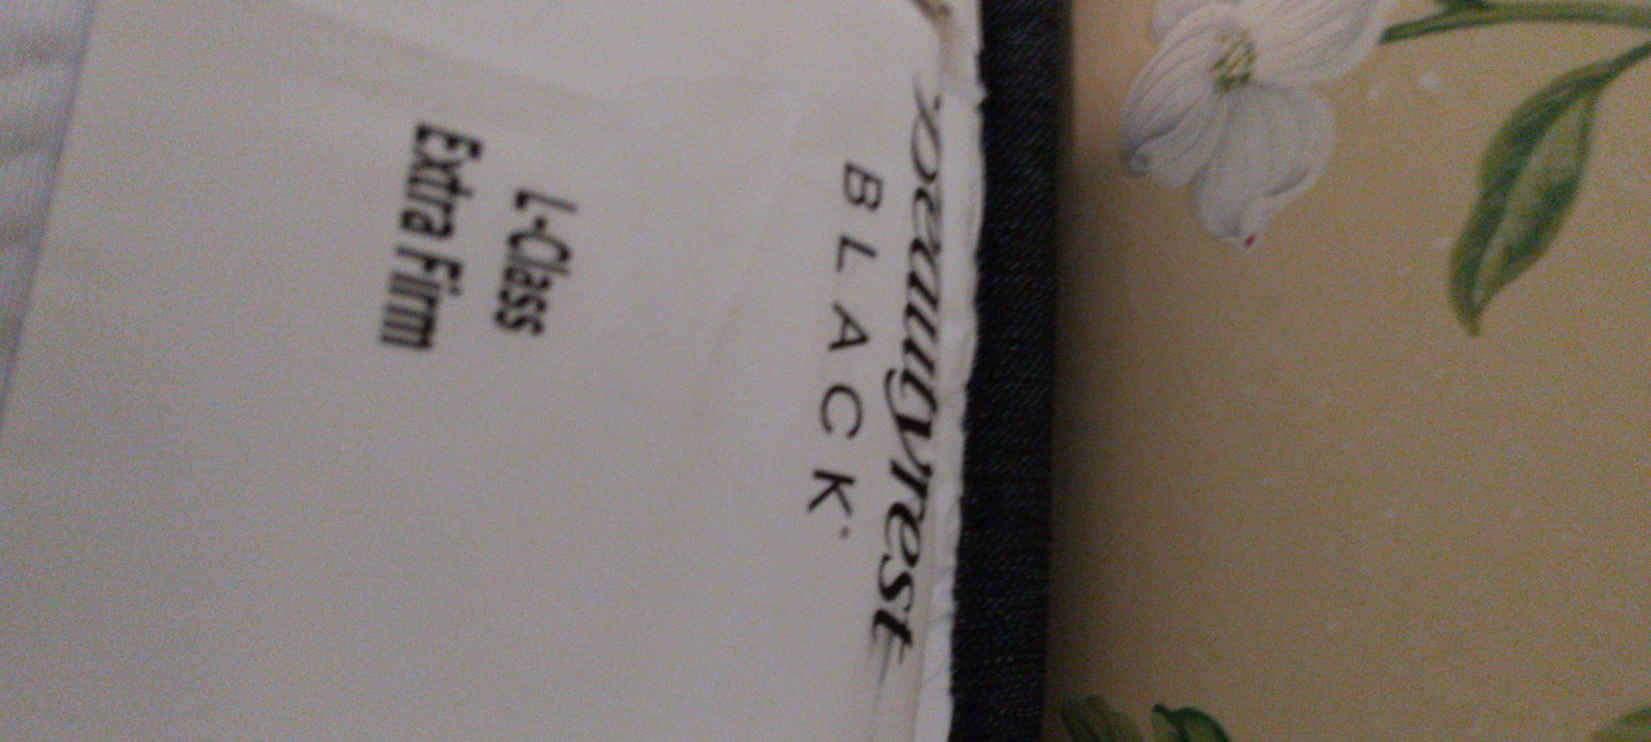 Beautyrest
BLACK®
L-Class
Extra Firm